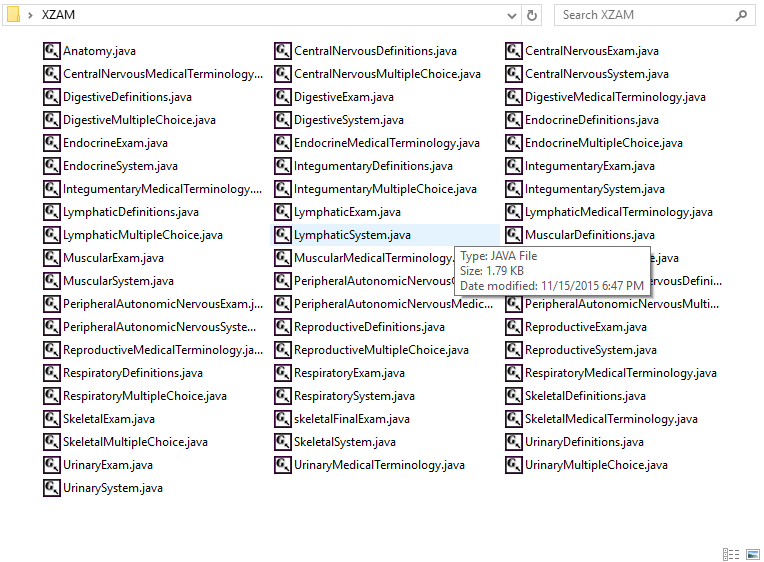 XZAM
Search XZAM
Anatomy.java
CentralNervousDefinitions.java
CentralNervousExam.java
CentralNervousMedicalTerminology...
CentralNervousMultipleChoice.java
CentralNervousSystem.java
DigestiveDefinitions.java
DigestiveExam.java
DigestiveMedicalTerminology.java
DigestiveMultipleChoice.java
DigestiveSystem.java
EndocrineDefinitions.java
EndocrineExam.java
EndocrineMedicalTerminology.java
EndocrineMultipleChoice.java
EndocrineSystem.java
IntegumentaryDefinitions.java
IntegumentaryExam.java
IntegumentaryMedicalTerminology....
IntegumentaryMultipleChoice.java
IntegumentarySystem.java
LymphaticDefinitions.java
LymphaticExam.java
LymphaticMedicalTerminology.java
LymphaticMultipleChoice.java
LymphaticSystem.java
MuscularDefinitions.java
MuscularExam.java
MuscularMedicalTerminology.
e.java
Type: JAVA File
Size: 1.79 KB
Date modified: 11/15/2015 6:47 PM
MuscularSystem.java
PeripheralAutonomicNervous
ervousDefini...
PeripheralAutonomicNervousExam.j...
PeripheralAutonomicNervousMedic...
PeripheralAutonomicNervousMulti...
PeripheralAutonomicNervousSyste...
ReproductiveDefinitions.java
ReproductiveExam.java
ReproductiveMedicalTerminology.ja...
ReproductiveMultipleChoice.java
ReproductiveSystem.java
RespiratoryDefinitions.java
RespiratoryExam.java
RespiratoryMedicalTerminology.java
RespiratoryMultipleChoice.java
RespiratorySystem.java
SkeletalDefinitions.java
SkeletalExam.java
skeletalFinalExam.java
SkeletalMedicalTerminology.java
SkeletalMultipleChoice.java
SkeletalSystem.java
UrinaryDefinitions.java
UrinaryExam.java
UrinaryMedicalTerminology.java
UrinaryMultipleChoice.java
UrinarySystem.java